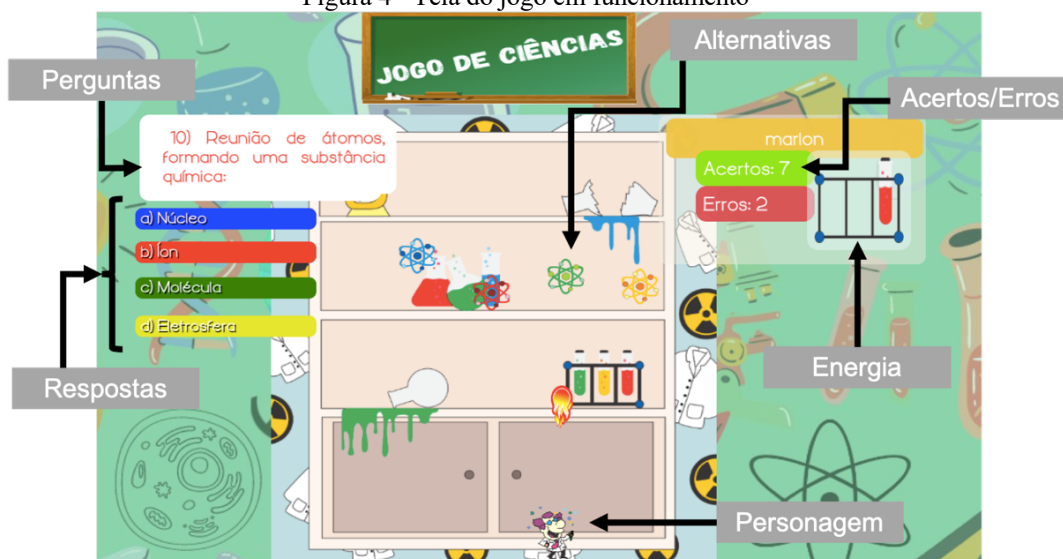 Figura 4 - Tela do jogo em funcionamento
JOGO DE CIÊNCIAS
Alternativas
Perguntas
Acertos/Erros
10) Reunião de átomos,
formando uma substância
química:
marlon
Acertos: 7
Erros: 2
a) Núcleo
b) Íon
c) Molécula
d) Eletrosfera
Respostas
Energia
Personagem